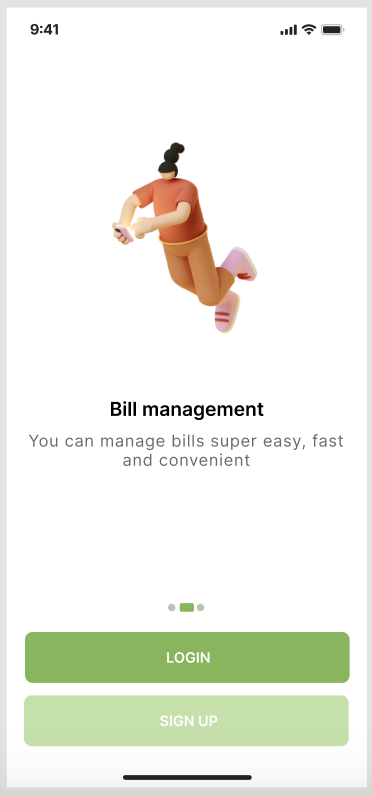 9:41
Bill management
You can manage bills super easy, fast
and convenient
LOGIN
SIGN UP